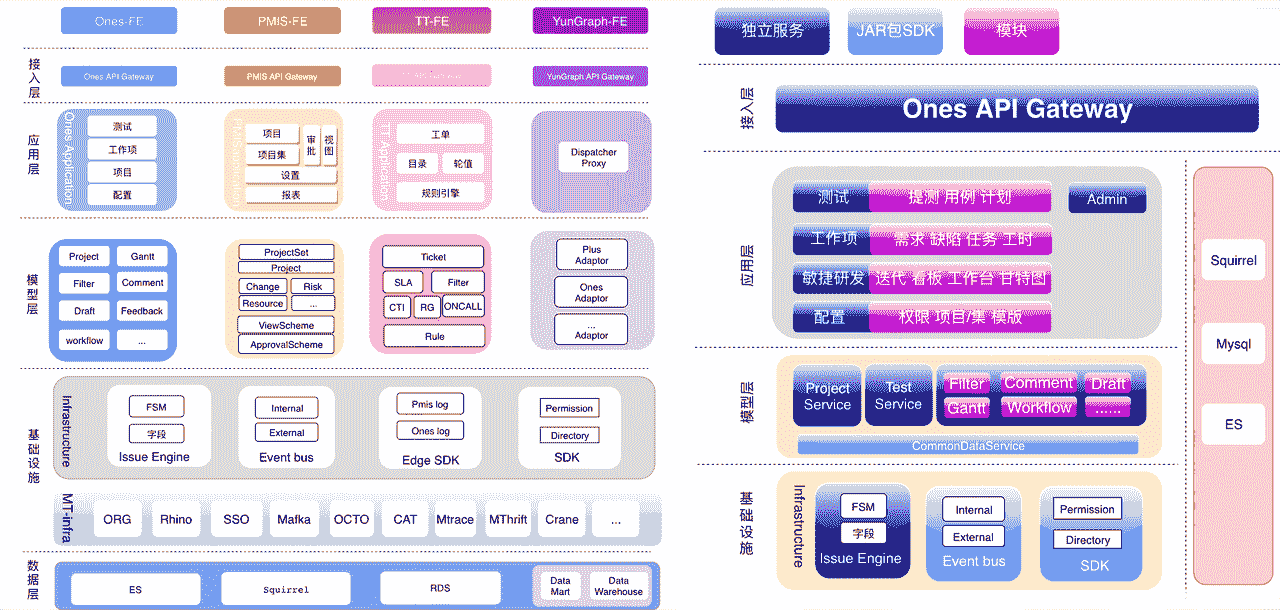 Ones-FE
PMIS-FE
TT-FE
YunGraph-FE
接入层
Ones API Gateway
PMIS API Gateway
YunGraph API Gateway
应用层
Ones Application
测试
工作项
项目
配置
项目
项目集
审批
视图
设置
报表
TT Application
工单
目录
轮值
规则引擎
Dispatcher
Proxy
模型层
Project
Gantt
Filter
Comment
Draft
Feedback
workflow
...
ProjectSet
Project
Change
Risk
Resource
...
ViewScheme
ApprovalScheme
Ticket
SLA
Filter
CTI
RG
ONCALL
Rule
Plus
Adaptor
Ones
Adaptor
...
Adaptor
基础设施
Infrastructure
FSM
字段
Issue Engine
Internal
External
Event bus
Pmis log
Ones log
Edge SDK
Permission
Directory
SDK
MT-infra
ORG
Rhino
SSO
Mafka
OCTO
CAT
Mtrace
MThrift
Crane
...
数据层
ES
Squirrel
RDS
Data
Mart
Data
Warehouse
独立服务
JAR包SDK
模块
接入层
Ones API Gateway
应用层
测试
提测 用例 计划
Admin
工作项
需求 缺陷 任务 工时
敏捷研发
迭代 看板 工作台 甘特图
配置
权限 项目/集 模版
模型层
Project
Service
Test
Service
Filter
Comment
Draft
Gantt
Workflow
......
CommonDataService
基础设施
Infrastructure
FSM
字段
Issue Engine
Internal
External
Event bus
Permission
Directory
SDK
Squirrel
Mysql
ES